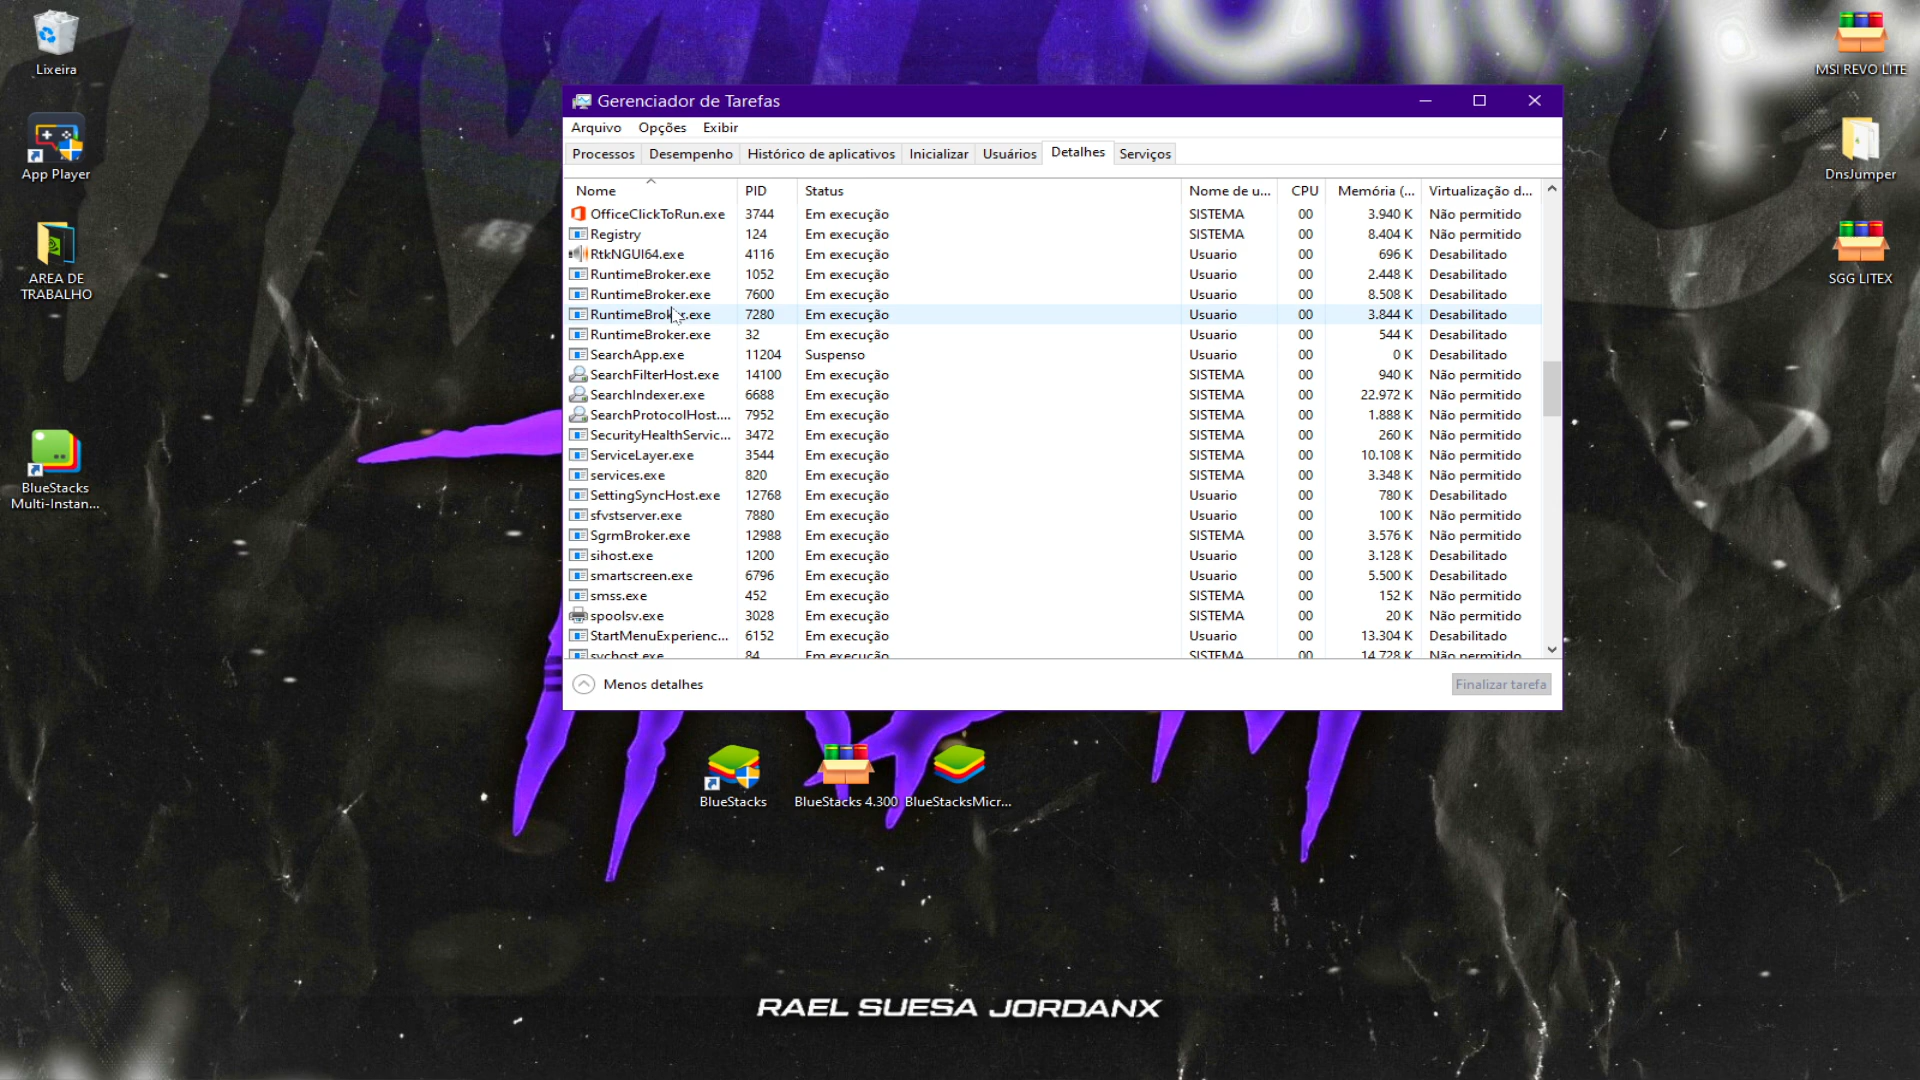 Lixeira
App Player
AREA DE
TRABALHO
BlueStacks
Multi-Instan...
MSI REVO LITE
DnsJumper
SGG LITEX
Gerenciador de Tarefas
Arquivo Opções Exibir
Processos Desempenho Histórico de aplicativos Inicializar Usuários Detalhes Serviços
Nome PID Status Nome de u... CPU Memória (... Virtualização d...
OfficeClickToRun.exe 3744 Em execução SISTEMA 00 3.940 K Não permitido
Registry 124 Em execução SISTEMA 00 8.404 K Não permitido
RtkNGUI64.exe 4116 Em execução Usuario 00 696 K Desabilitado
RuntimeBroker.exe 1052 Em execução Usuario 00 2.448 K Desabilitado
RuntimeBroker.exe 7600 Em execução Usuario 00 8.508 K Desabilitado
RuntimeBroker.exe 7280 Em execução Usuario 00 3.844 K Desabilitado
RuntimeBroker.exe 32 Em execução Usuario 00 544 K Desabilitado
SearchApp.exe 11204 Suspenso Usuario 00 0 K Desabilitado
SearchFilterHost.exe 14100 Em execução SISTEMA 00 940 K Não permitido
SearchIndexer.exe 6688 Em execução SISTEMA 00 22.972 K Não permitido
SearchProtocolHost.... 7952 Em execução SISTEMA 00 1.888 K Não permitido
SecurityHealthServic... 3472 Em execução SISTEMA 00 260 K Não permitido
ServiceLayer.exe 3544 Em execução SISTEMA 00 10.108 K Não permitido
services.exe 820 Em execução SISTEMA 00 3.348 K Não permitido
SettingSyncHost.exe 12768 Em execução Usuario 00 780 K Desabilitado
sfvstserver.exe 7880 Em execução Usuario 00 100 K Não permitido
SgrmBroker.exe 12988 Em execução SISTEMA 00 3.576 K Não permitido
sihost.exe 1200 Em execução Usuario 00 3.128 K Desabilitado
smartscreen.exe 6796 Em execução Usuario 00 5.500 K Desabilitado
smss.exe 452 Em execução SISTEMA 00 152 K Não permitido
spoolsv.exe 3028 Em execução SISTEMA 00 20 K Não permitido
StartMenuExperienc... 6152 Em execução Usuario 00 13.304 K Desabilitado
svchost.exe 84 Em execução SISTEMA 00 14.728 K Não permitido
Menos detalhes Finalizar tarefa
BlueStacks BlueStacks 4.300 BlueStacksMicr...
RAEL SUESA JORDANX